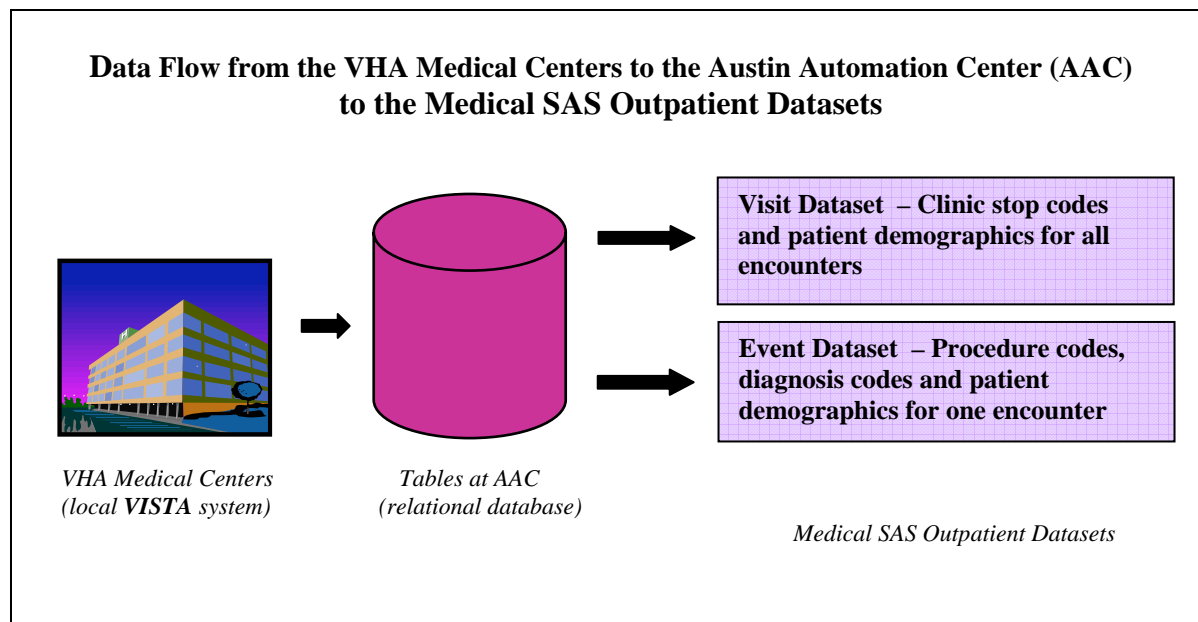 Data Flow from the VHA Medical Centers to the Austin Automation Center (AAC)
to the Medical SAS Outpatient Datasets
Visit Dataset – Clinic stop codes
and patient demographics for all
encounters
Event Dataset – Procedure codes,
diagnosis codes and patient
demographics for one encounter
VHA Medical Centers
(local VISTA system)
Tables at AAC
(relational database)
Medical SAS Outpatient Datasets